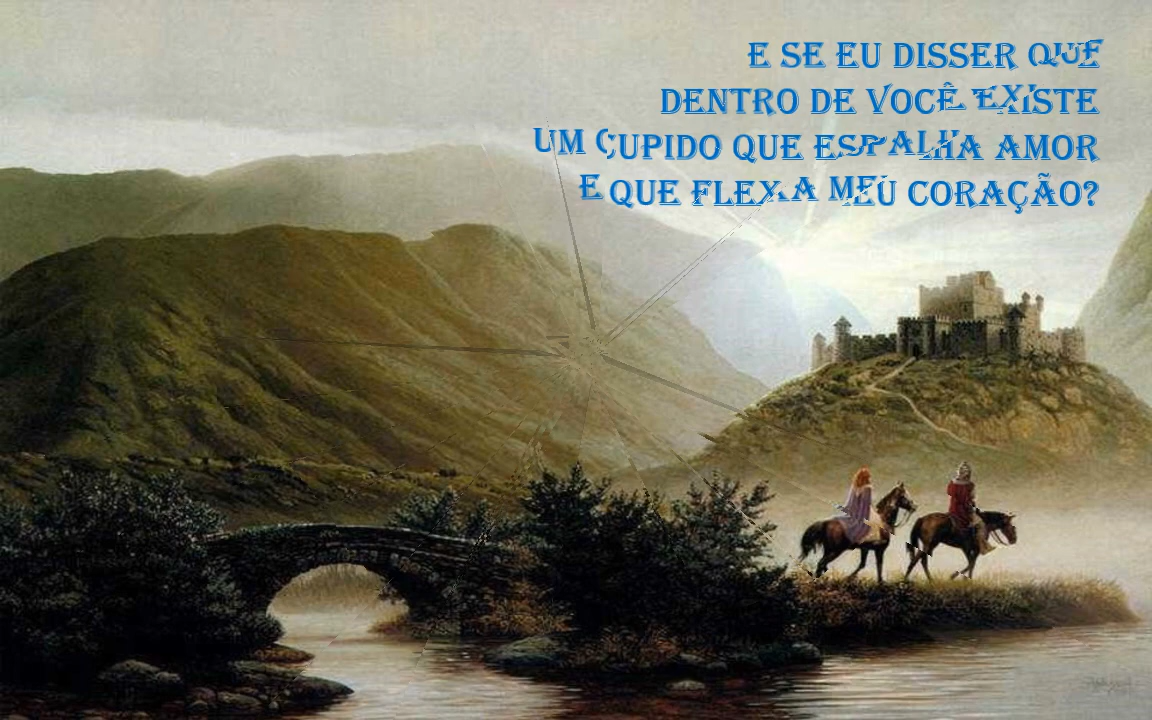 E SE EU DISSER QUE
DENTRO DE VOCÊ EXISTE
UM CUPIDO QUE ESPALHA AMOR
E QUE FLEXA MEU CORAÇÃO?